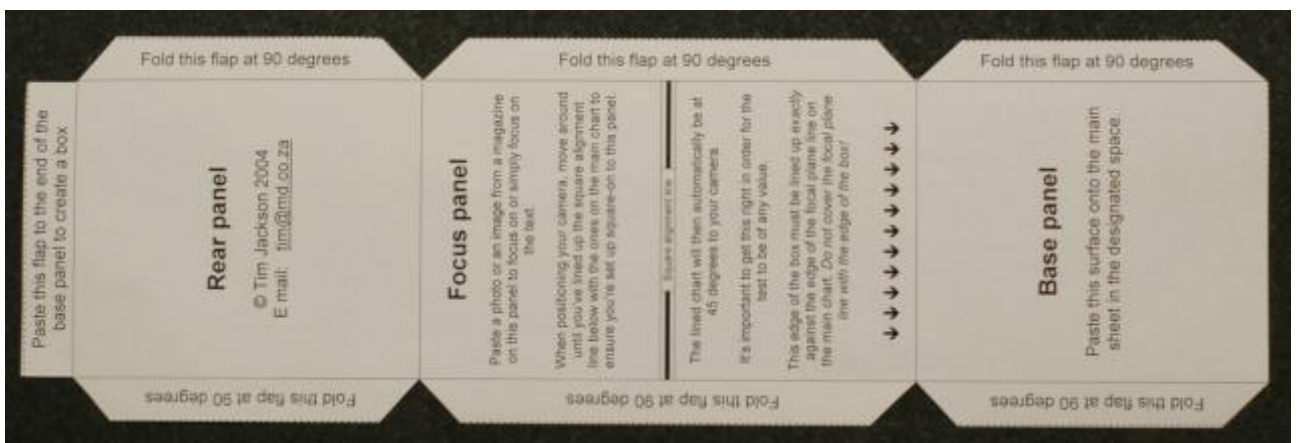 Fold this flap at 90 degrees
Fold this flap at 90 degrees
Fold this flap at 90 degrees
Paste this flap to the end of the
base panel to create a box
Rear panel
© Tim Jackson 2004
E mail: tim@md.co.za
Focus panel
Paste a photo or an image from a magazine
on this panel to focus on or simply focus on
the text.
When positioning your camera, move around
until you've lined up the square alignment
line below with the ones on the main chart to
ensure you're set up square-on to this panel.
Square alignment line
The lined chart will then automatically be at
45 degrees to your camera.
It's important to get this right in order for the
test to be of any value.
This edge of the box must be lined up exactly
against the edge of the focal plane line on
the main chart. Do not cover the focal plane
line with the edge of the box!
Base panel
Paste this surface onto the main
sheet in the designated space.
Fold this flap at 90 degrees
Fold this flap at 90 degrees
Fold this flap at 90 degrees